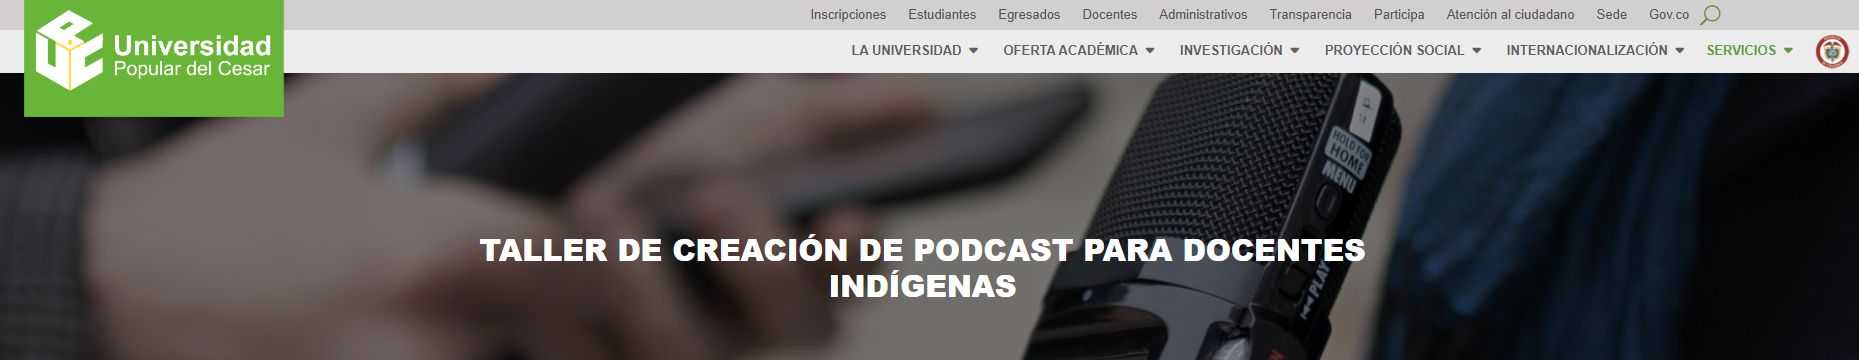 Inscripciones Estudiantes Egresados Docentes Administrativos Transparencia Participa Atención al ciudadano Sede Gov.co
Universidad
Popular del Cesar
LA UNIVERSIDAD OFERTA ACADÉMICA INVESTIGACIÓN PROYECCIÓN SOCIAL INTERNACIONALIZACIÓN SERVICIOS
HOLD FOR
HOME
MENU
PLAY
TALLER DE CREACIÓN DE PODCAST PARA DOCENTES
INDÍGENAS